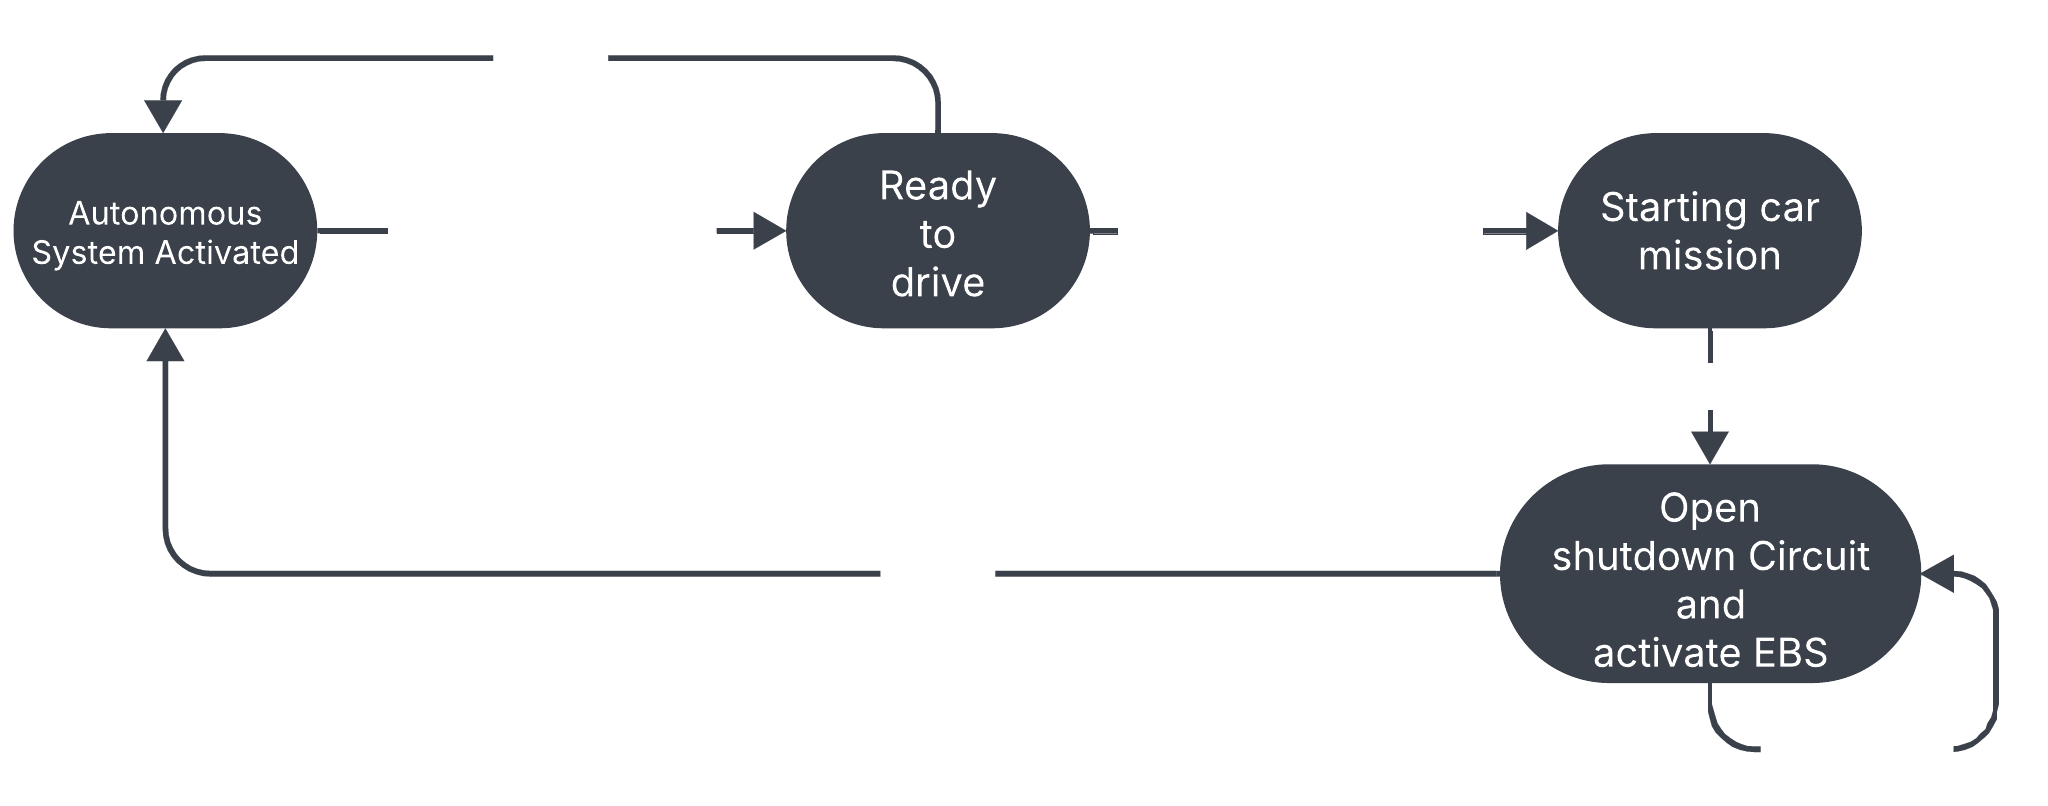 Autonomous
System Activated
Ready
to
drive
Starting car
mission
Open
shutdown Circuit
and
activate EBS